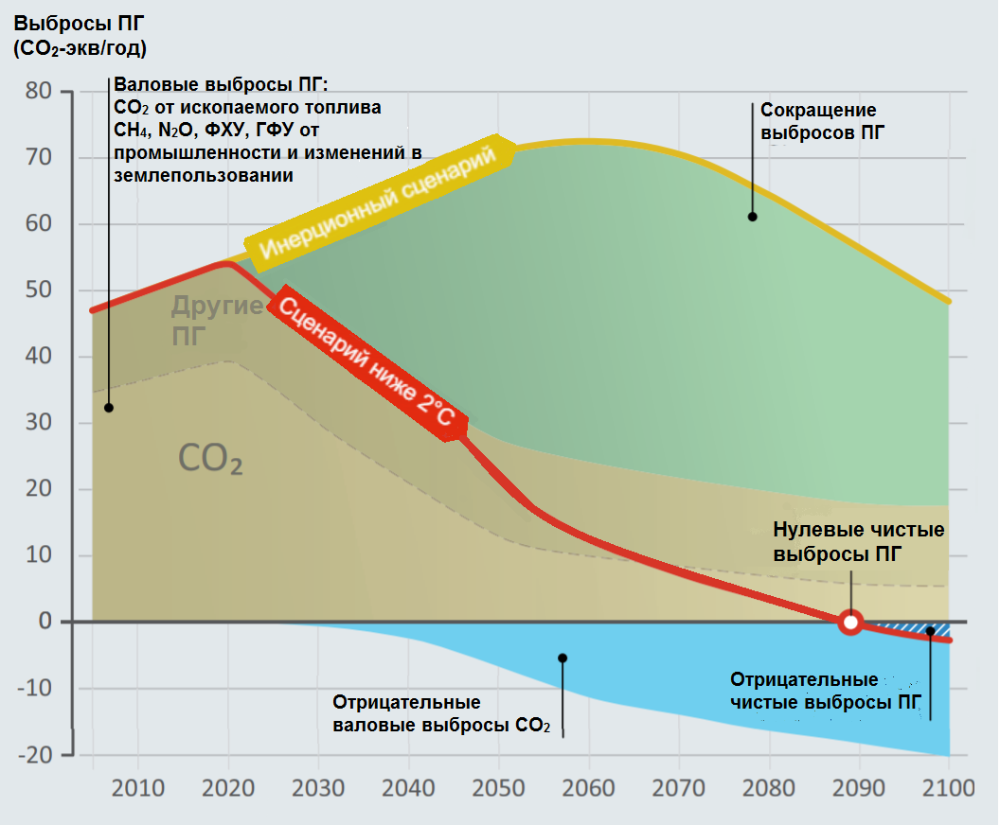 Выбросы ПГ
(CO₂-экв/год)
Валовые выбросы ПГ:
CO₂ от ископаемого топлива
CH₄, N₂O, ФХУ, ГФУ от
промышленности и изменений в
землепользовании
Сокращение
выбросов ПГ
Инерционный сценарий
Сценарий ниже 2°C
Другие
ПГ
CO₂
Нулевые чистые
выбросы ПГ
Отрицательные
валовые выбросы CO₂
Отрицательные
чистые выбросы ПГ
80
70
60
50
40
30
20
10
0
-10
-20
2010 2020 2030 2040 2050 2060 2070 2080 2090 2100